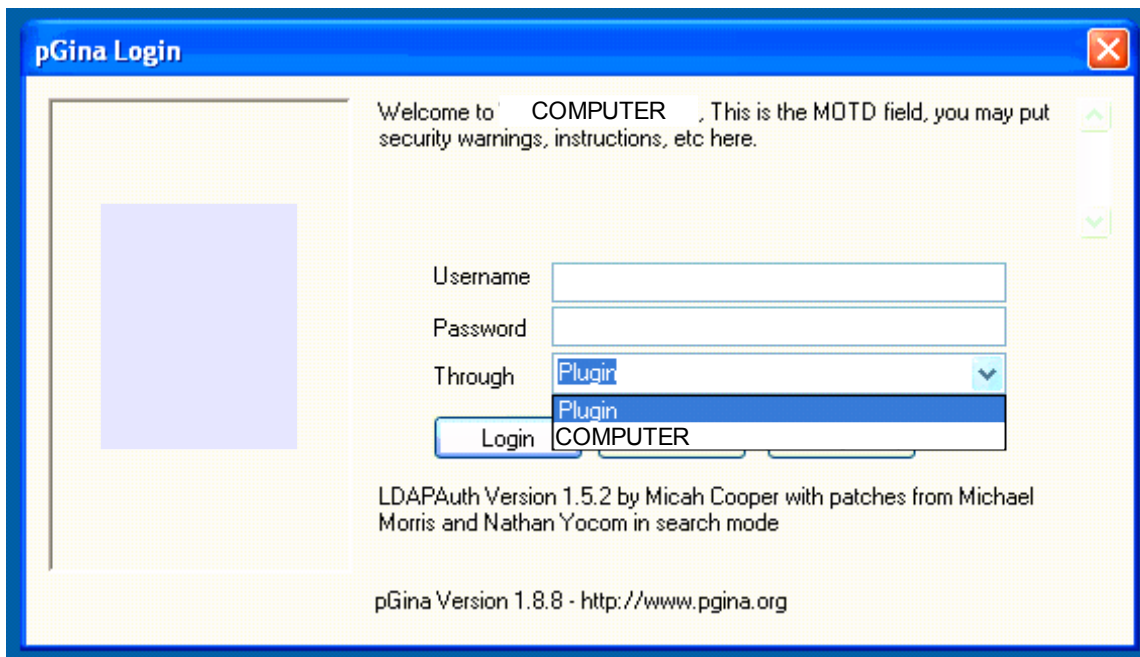 pGina Login
Welcome to COMPUTER , This is the MOTD field, you may put
security warnings, instructions, etc here.
Username
Password
Through Plugin
Plugin
Login COMPUTER
LDAPAuth Version 1.5.2 by Micah Cooper with patches from Michael
Morris and Nathan Yocom in search mode
pGina Version 1.8.8 - http://www.pgina.org